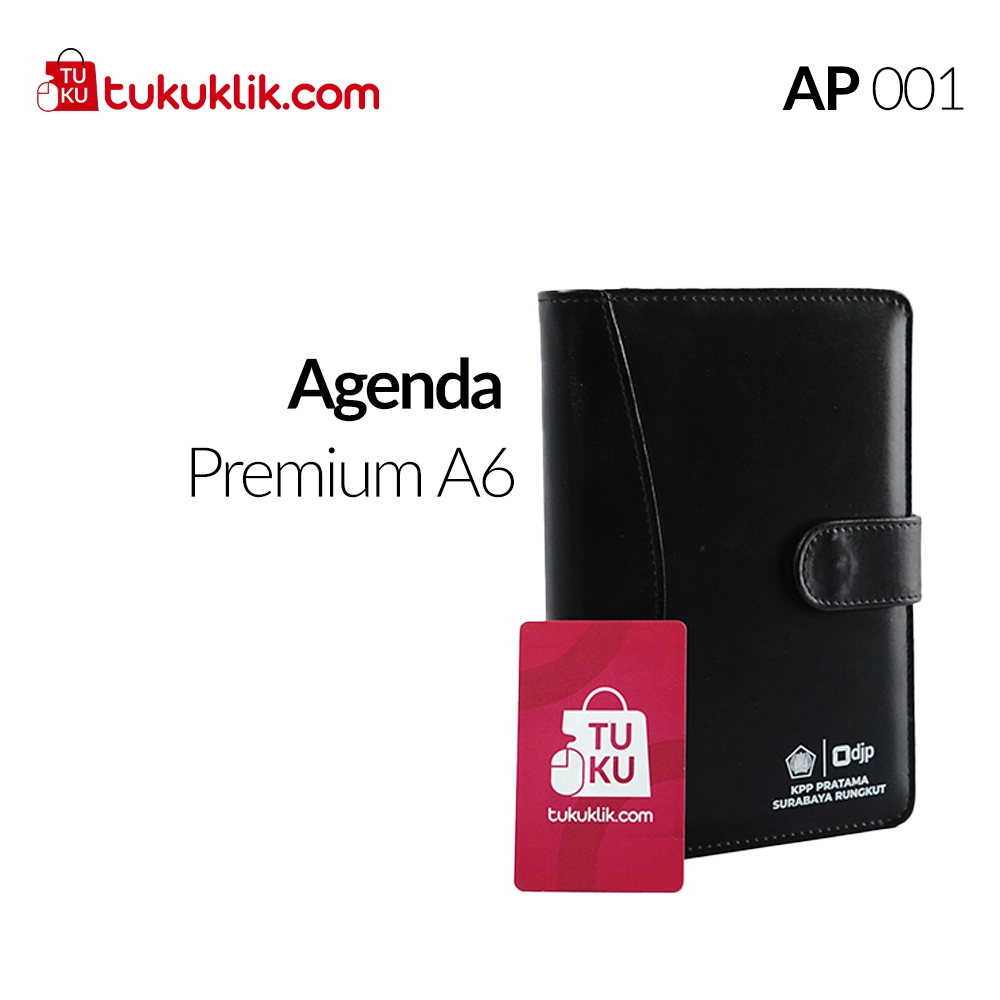 TU
KU
tukuklik.com
AP 001
Agenda
Premium A6
TU
KU
tukuklik.com
djp
KPP PRATAMA
SURABAYA RUNGKUT